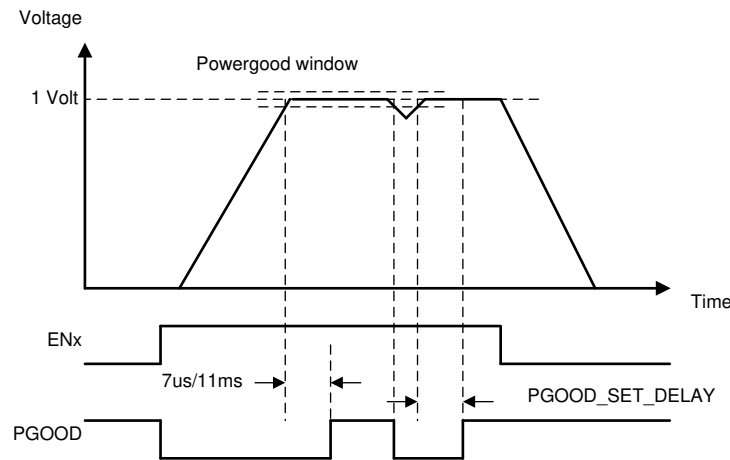 Voltage
Powergood window
1 Volt
Time
ENx
7us/11ms
PGOOD_SET_DELAY
PGOOD